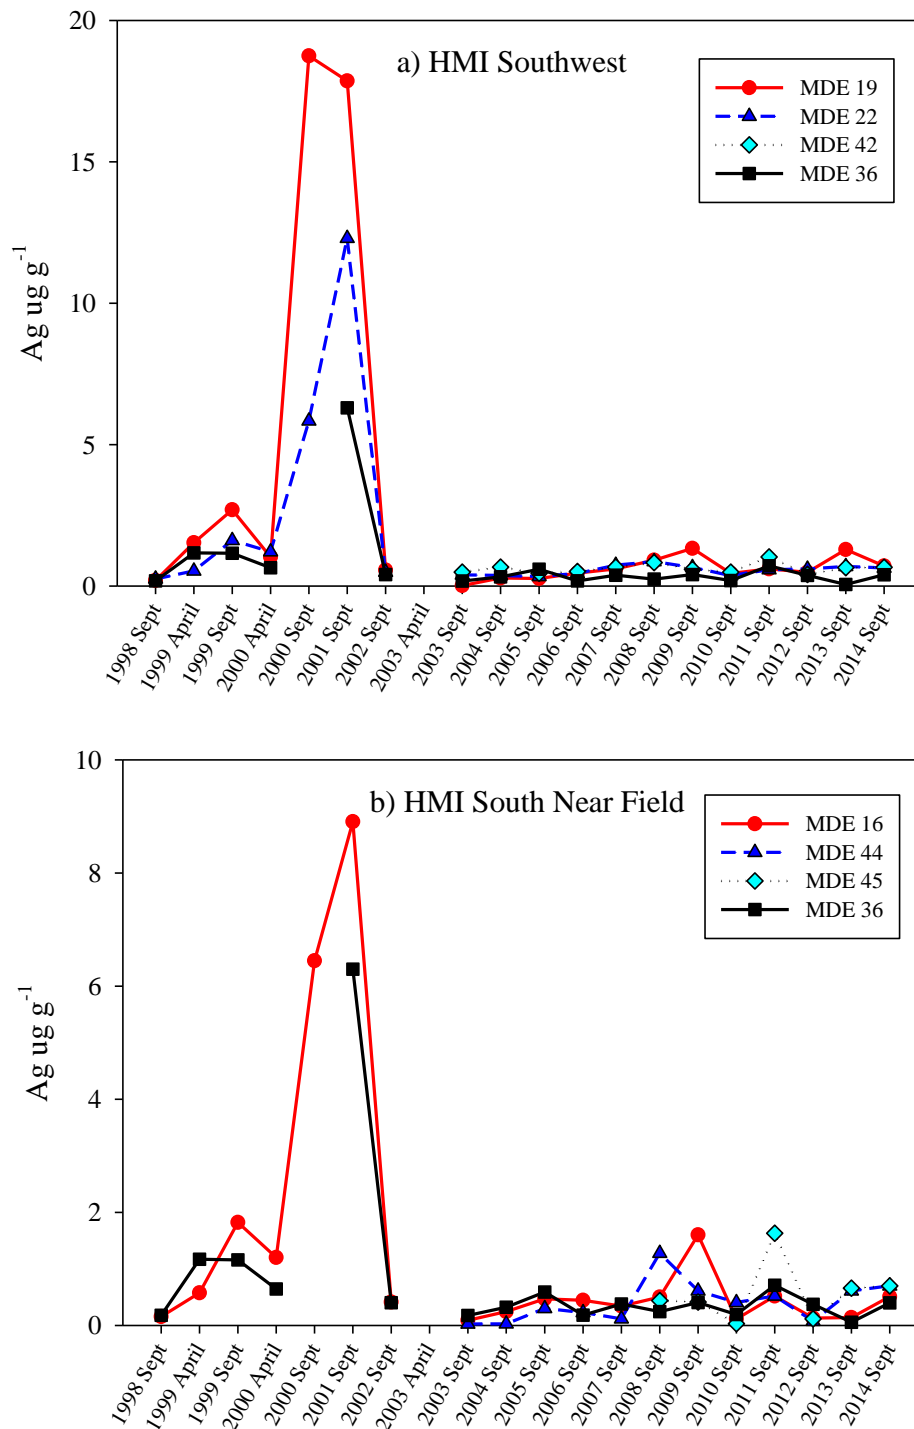 a) HMI Southwest
MDE 19
MDE 22
MDE 42
MDE 36
Ag ug g-1
20
15
10
5
0
1998 Sept
1999 April
1999 Sept
2000 April
2000 Sept
2001 Sept
2002 Sept
2003 April
2003 Sept
2004 Sept
2005 Sept
2006 Sept
2007 Sept
2008 Sept
2009 Sept
2010 Sept
2011 Sept
2012 Sept
2013 Sept
2014 Sept
b) HMI South Near Field
MDE 16
MDE 44
MDE 45
MDE 36
Ag ug g-1
10
8
6
4
2
0
1998 Sept
1999 April
1999 Sept
2000 April
2000 Sept
2001 Sept
2002 Sept
2003 April
2003 Sept
2004 Sept
2005 Sept
2006 Sept
2007 Sept
2008 Sept
2009 Sept
2010 Sept
2011 Sept
2012 Sept
2013 Sept
2014 Sept